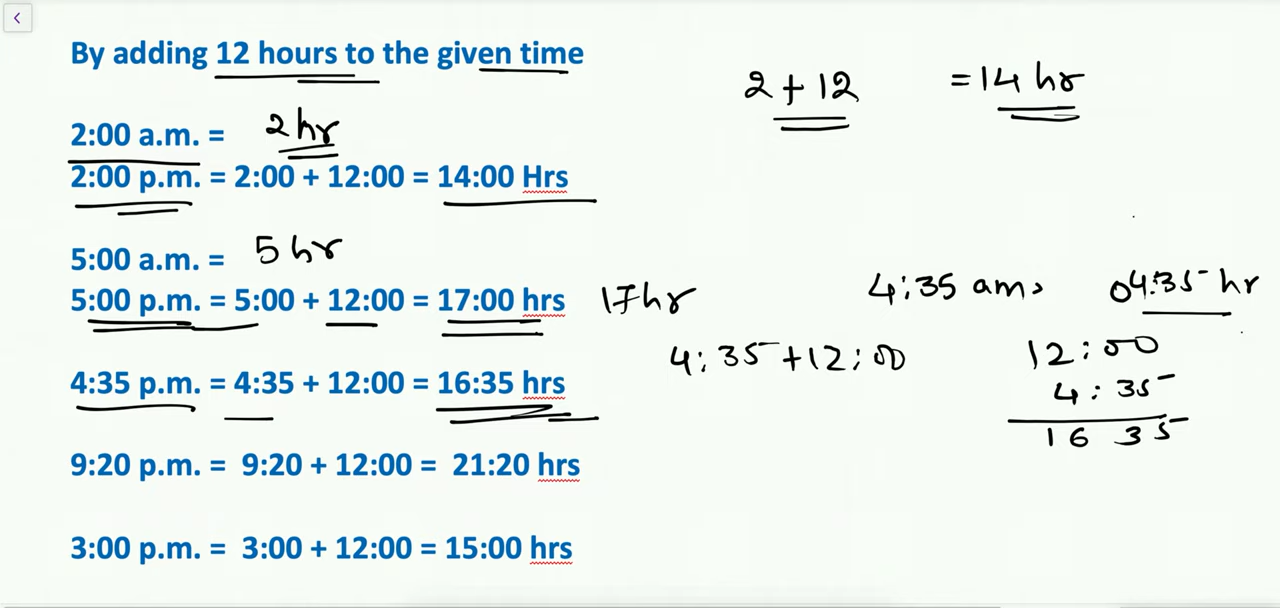 By adding 12 hours to the given time
2 + 12 = 14 hr
2:00 a.m. = 2 hr
2:00 p.m. = 2:00 + 12:00 = 14:00 Hrs
5:00 a.m. = 5 hr
5:00 p.m. = 5:00 + 12:00 = 17:00 hrs 17 hr
4:35 am 04:35 hr
4:35 + 12:00
12:00
4:35
16 35
4:35 p.m. = 4:35 + 12:00 = 16:35 hrs
9:20 p.m. = 9:20 + 12:00 = 21:20 hrs
3:00 p.m. = 3:00 + 12:00 = 15:00 hrs